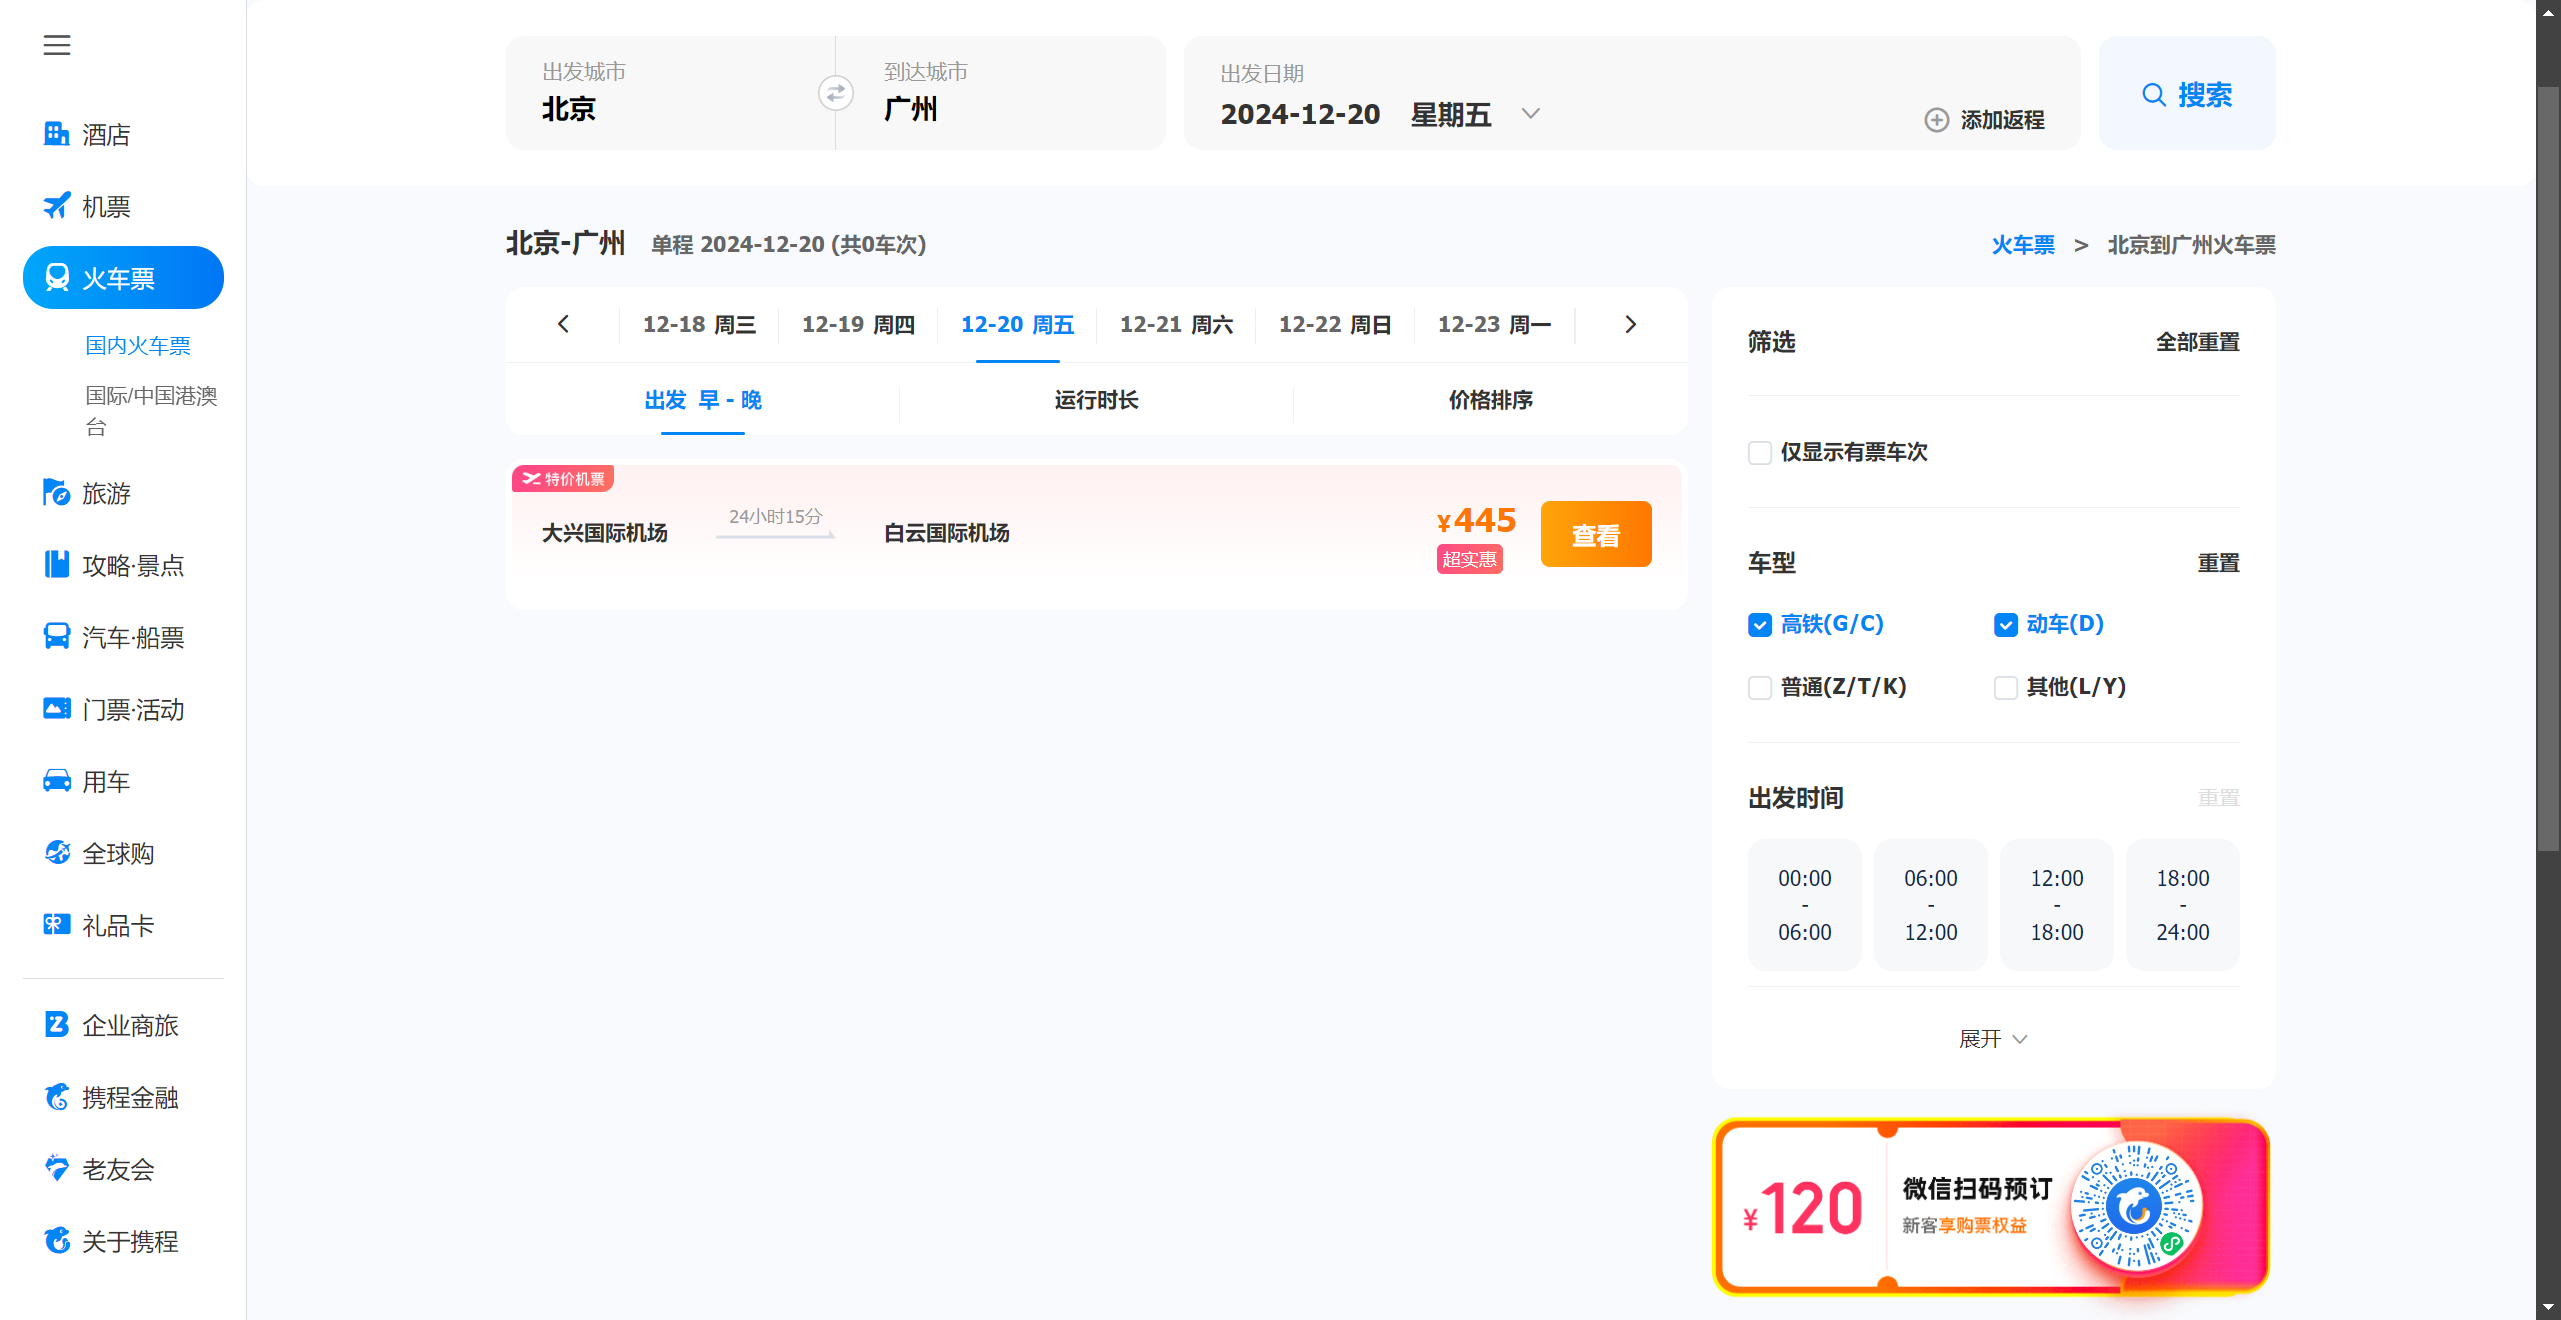 酒店
机票
火车票
国内火车票
国际/中国港澳
台
旅游
攻略·景点
汽车·船票
门票·活动
用车
全球购
礼品卡
企业商旅
携程金融
老友会
关于携程
出发城市
北京
到达城市
广州
出发日期
2024-12-20 星期五
添加返程
搜索
北京-广州 单程 2024-12-20 (共0车次)
火车票 > 北京到广州火车票
12-18 周三 12-19 周四 12-20 周五 12-21 周六 12-22 周日 12-23 周一
出发 早 - 晚 运行时长 价格排序
特价机票
大兴国际机场
24小时15分
白云国际机场
¥445
超实惠
查看
筛选 全部重置
仅显示有票车次
车型 重置
高铁(G/C) 动车(D)
普通(Z/T/K) 其他(L/Y)
出发时间 重置
00:00 06:00 12:00 18:00
- - - -
06:00 12:00 18:00 24:00
展开
¥120
微信扫码预订
新客享购票权益